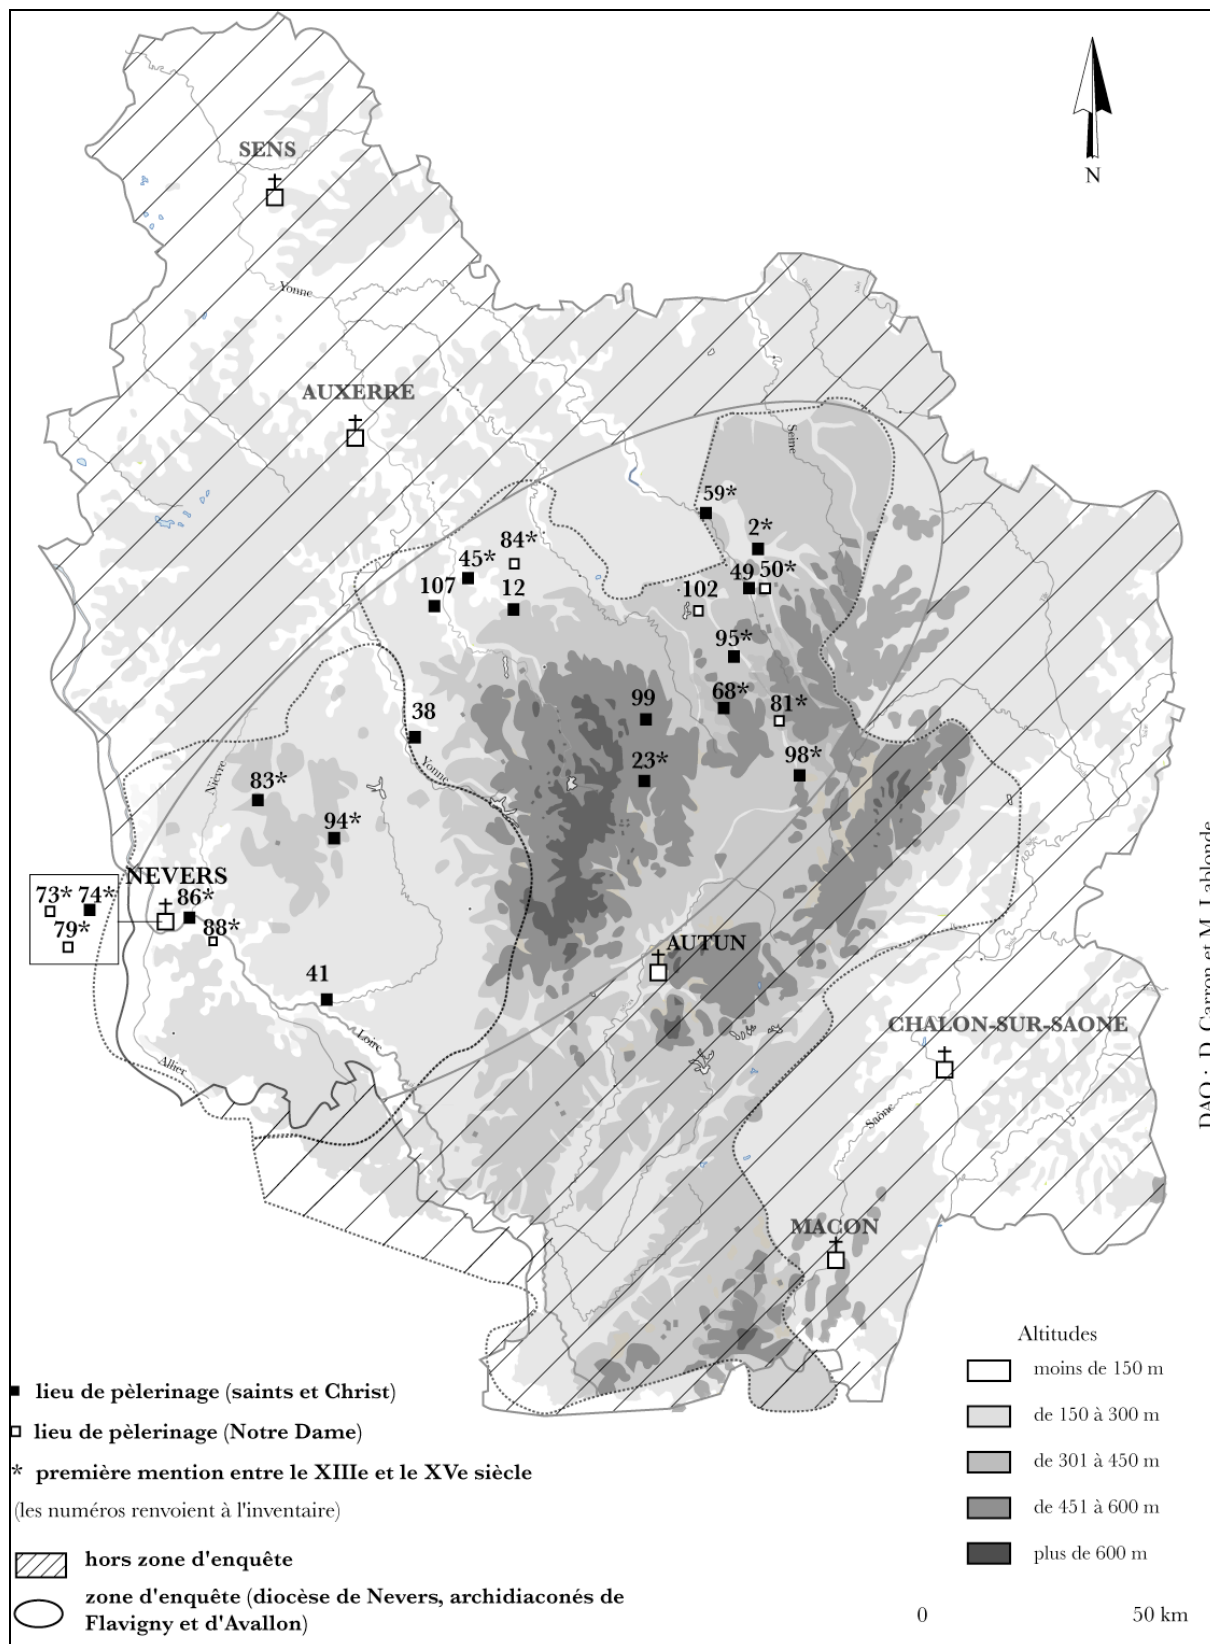 SENS
N
Yonne
AUXERRE
Seine
59*
2*
84*
45*
49
50*
107
12
102
95*
99
68*
81*
38
23*
98*
Yonne
Nièvre
83*
94*
NEVERS
73*
74*
86*
79*
88*
AUTUN
41
CHALON-SUR-SAONE
Loire
Allier
Saône
MACON
DAO : D. Carron et M. Lablonde
Altitudes
moins de 150 m
de 150 à 300 m
de 301 à 450 m
de 451 à 600 m
plus de 600 m
lieu de pèlerinage (saints et Christ)
lieu de pèlerinage (Notre Dame)
* première mention entre le XIIIe et le XVe siècle
(les numéros renvoient à l'inventaire)
hors zone d'enquête
zone d'enquête (diocèse de Nevers, archidiaconés de
Flavigny et d'Avallon)
0 50 km